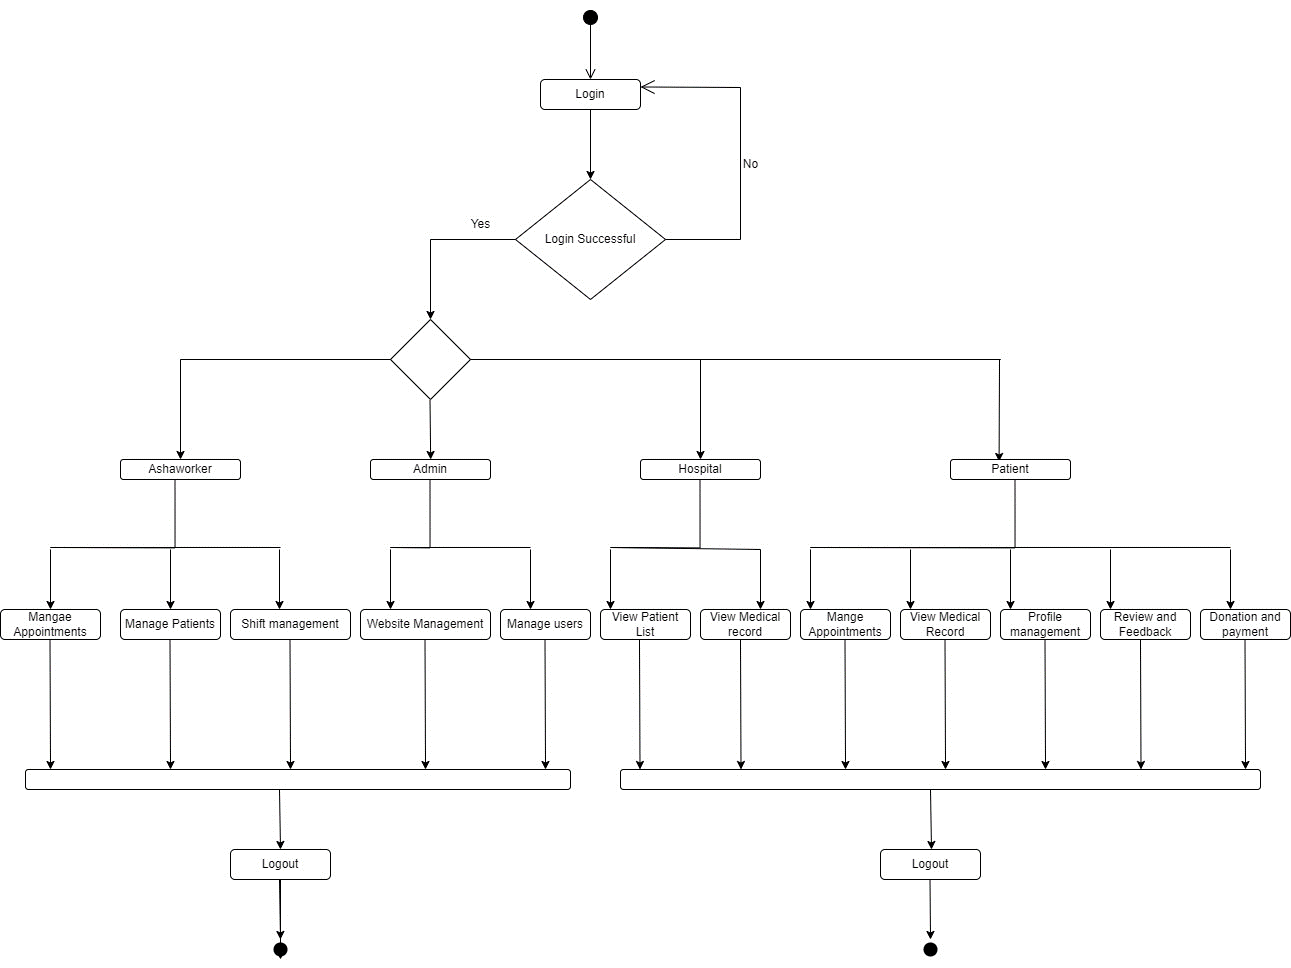 Login
No
Yes
Login Successful
Ashaworker
Admin
Hospital
Patient
Mangae
Appointments
Manage Patients
Shift management
Website Management
Manage users
View Patient
List
View Medical
record
Mange
Appointments
View Medical
Record
Profile
management
Review and
Feedback
Donation and
payment
Logout
Logout